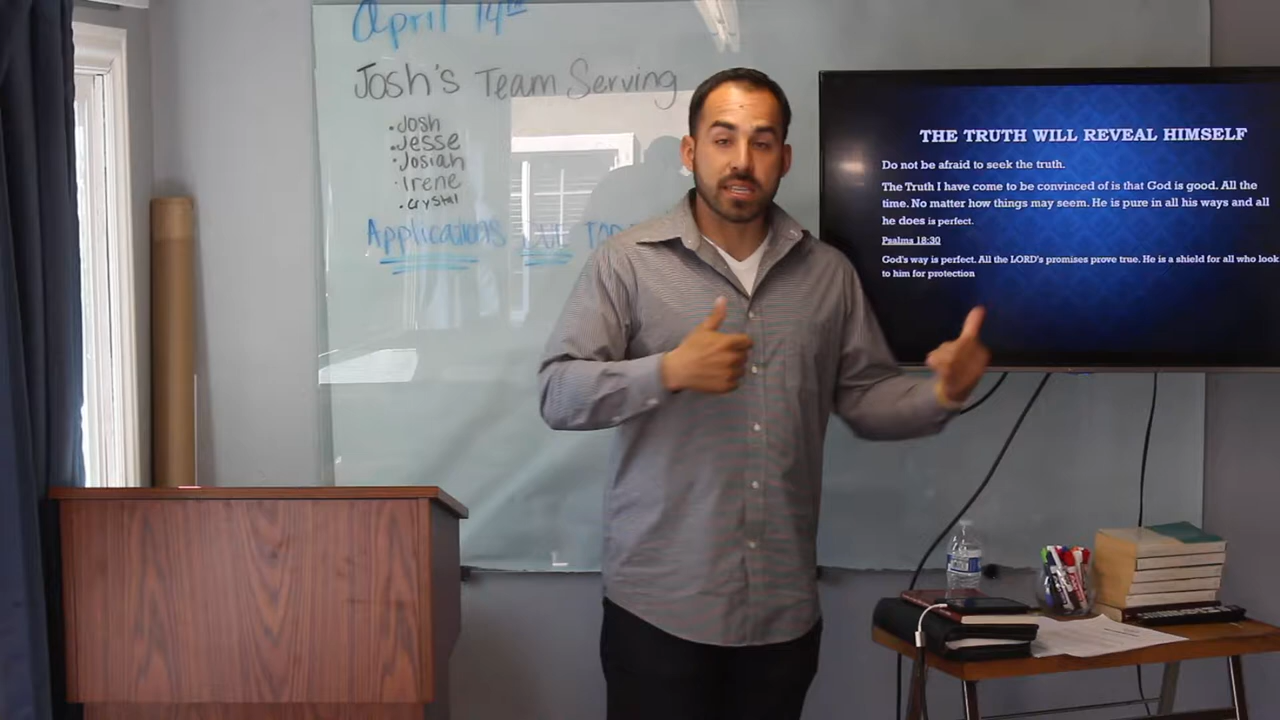 April 14th
Josh's Team Serving
• Josh
• Jesse
• Josiah
• Irene
• Crystal
Applications DUE
THE TRUTH WILL REVEAL HIMSELF
Do not be afraid to seek the truth.
The Truth I have come to be convinced of is that God is good. All the
time. No matter how things may seem. He is pure in all his ways and all
he does is perfect.
Psalms 18:30
God's way is perfect. All the LORD's promises prove true. He is a shield for all who look
to him for protection